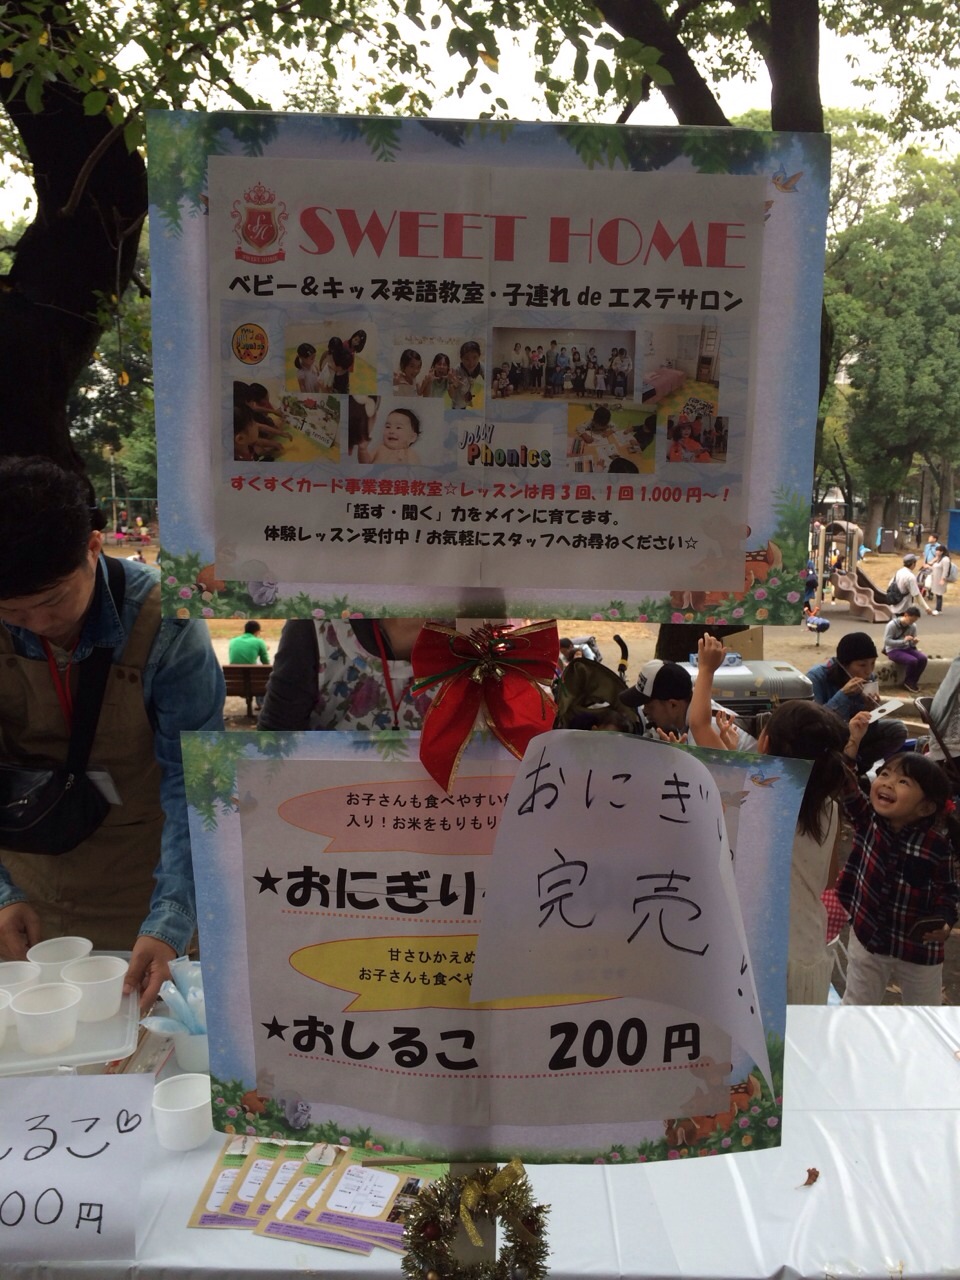 SWEET HOME
SWEET HOME
ベビー＆キッズ英語教室・子連れ de エステサロン
Jolly
Phonics
すくすくカード事業登録教室☆レッスンは月３回、１回 1.000 円～！
「話す・聞く」力をメインに育てます。
体験レッスン受付中！お気軽にスタッフへお尋ねください☆
お子さんも食べやすい
入り！お米をもりもり
おにぎり
完売
★おにぎり
甘さひかえめ
お子さんも食べや
★おしるこ 200 円
るこ♡
00円